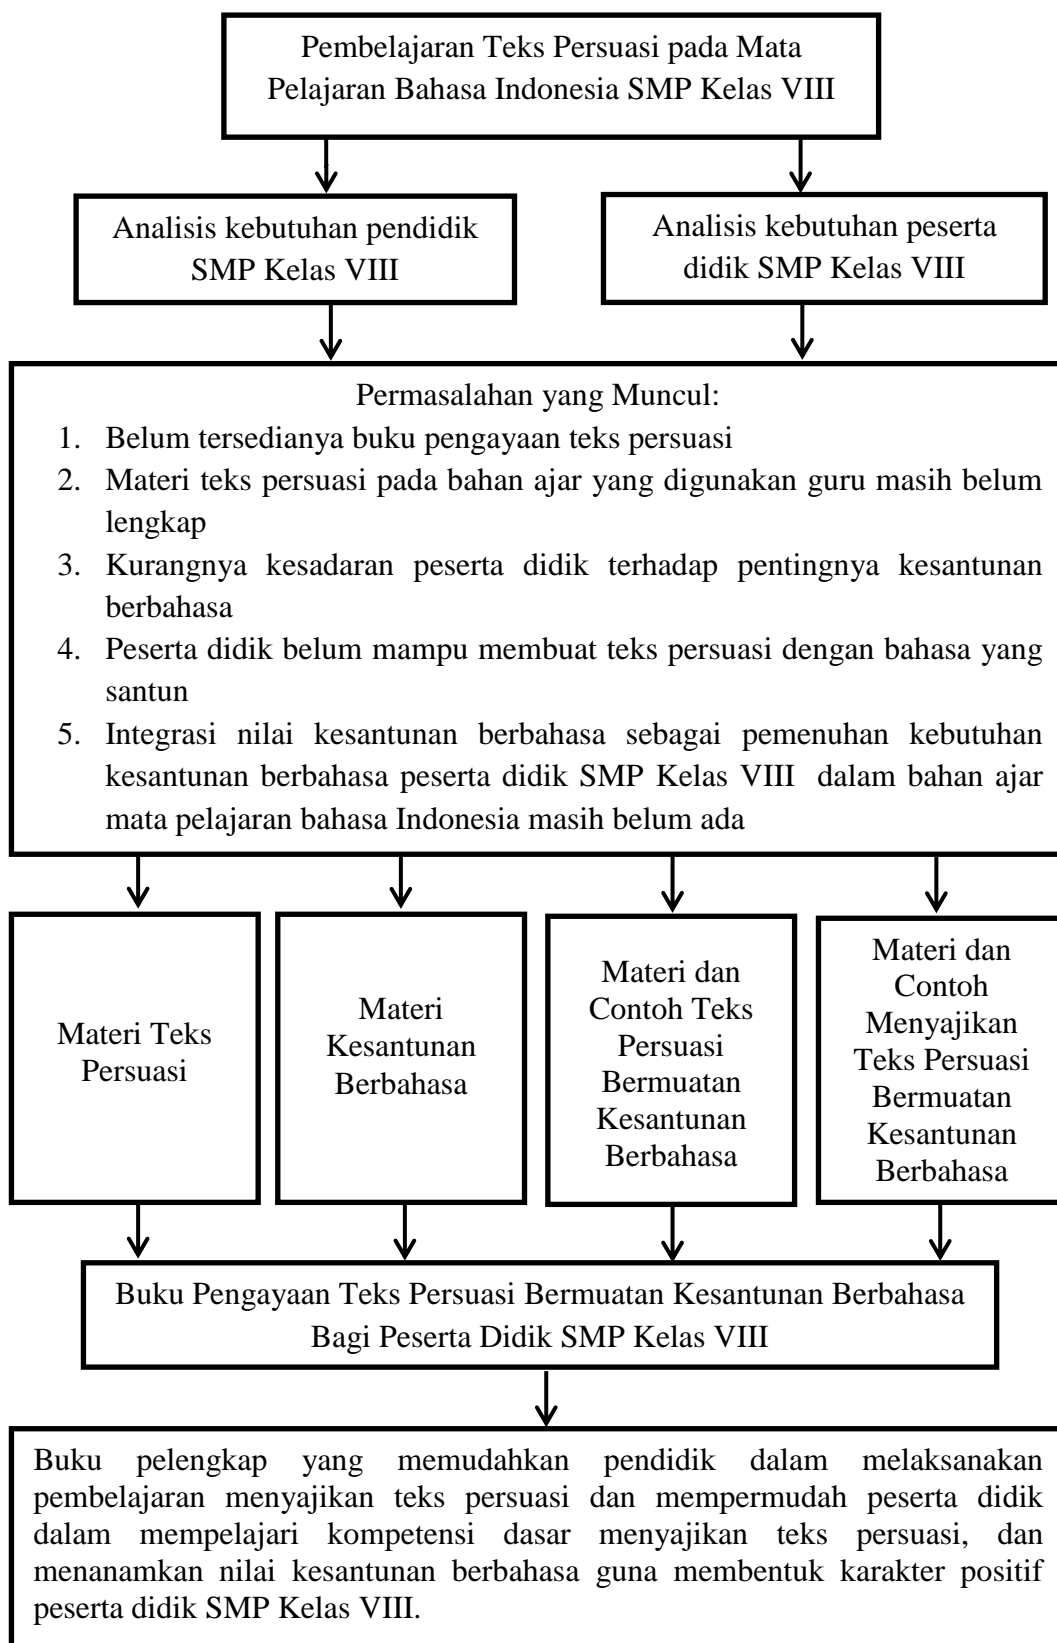 Pembelajaran Teks Persuasi pada Mata
Pelajaran Bahasa Indonesia SMP Kelas VIII
Analisis kebutuhan pendidik
SMP Kelas VIII
Analisis kebutuhan peserta
didik SMP Kelas VIII
Permasalahan yang Muncul:
1. Belum tersedianya buku pengayaan teks persuasi
2. Materi teks persuasi pada bahan ajar yang digunakan guru masih belum
lengkap
3. Kurangnya kesadaran peserta didik terhadap pentingnya kesantunan
berbahasa
4. Peserta didik belum mampu membuat teks persuasi dengan bahasa yang
santun
5. Integrasi nilai kesantunan berbahasa sebagai pemenuhan kebutuhan
kesantunan berbahasa peserta didik SMP Kelas VIII dalam bahan ajar
mata pelajaran bahasa Indonesia masih belum ada
Materi Teks
Persuasi
Materi
Kesantunan
Berbahasa
Materi dan
Contoh Teks
Persuasi
Bermuatan
Kesantunan
Berbahasa
Materi dan
Contoh
Menyajikan
Teks Persuasi
Bermuatan
Kesantunan
Berbahasa
Buku Pengayaan Teks Persuasi Bermuatan Kesantunan Berbahasa
Bagi Peserta Didik SMP Kelas VIII
Buku pelengkap yang memudahkan pendidik dalam melaksanakan
pembelajaran menyajikan teks persuasi dan mempermudah peserta didik
dalam mempelajari kompetensi dasar menyajikan teks persuasi, dan
menanamkan nilai kesantunan berbahasa guna membentuk karakter positif
peserta didik SMP Kelas VIII.